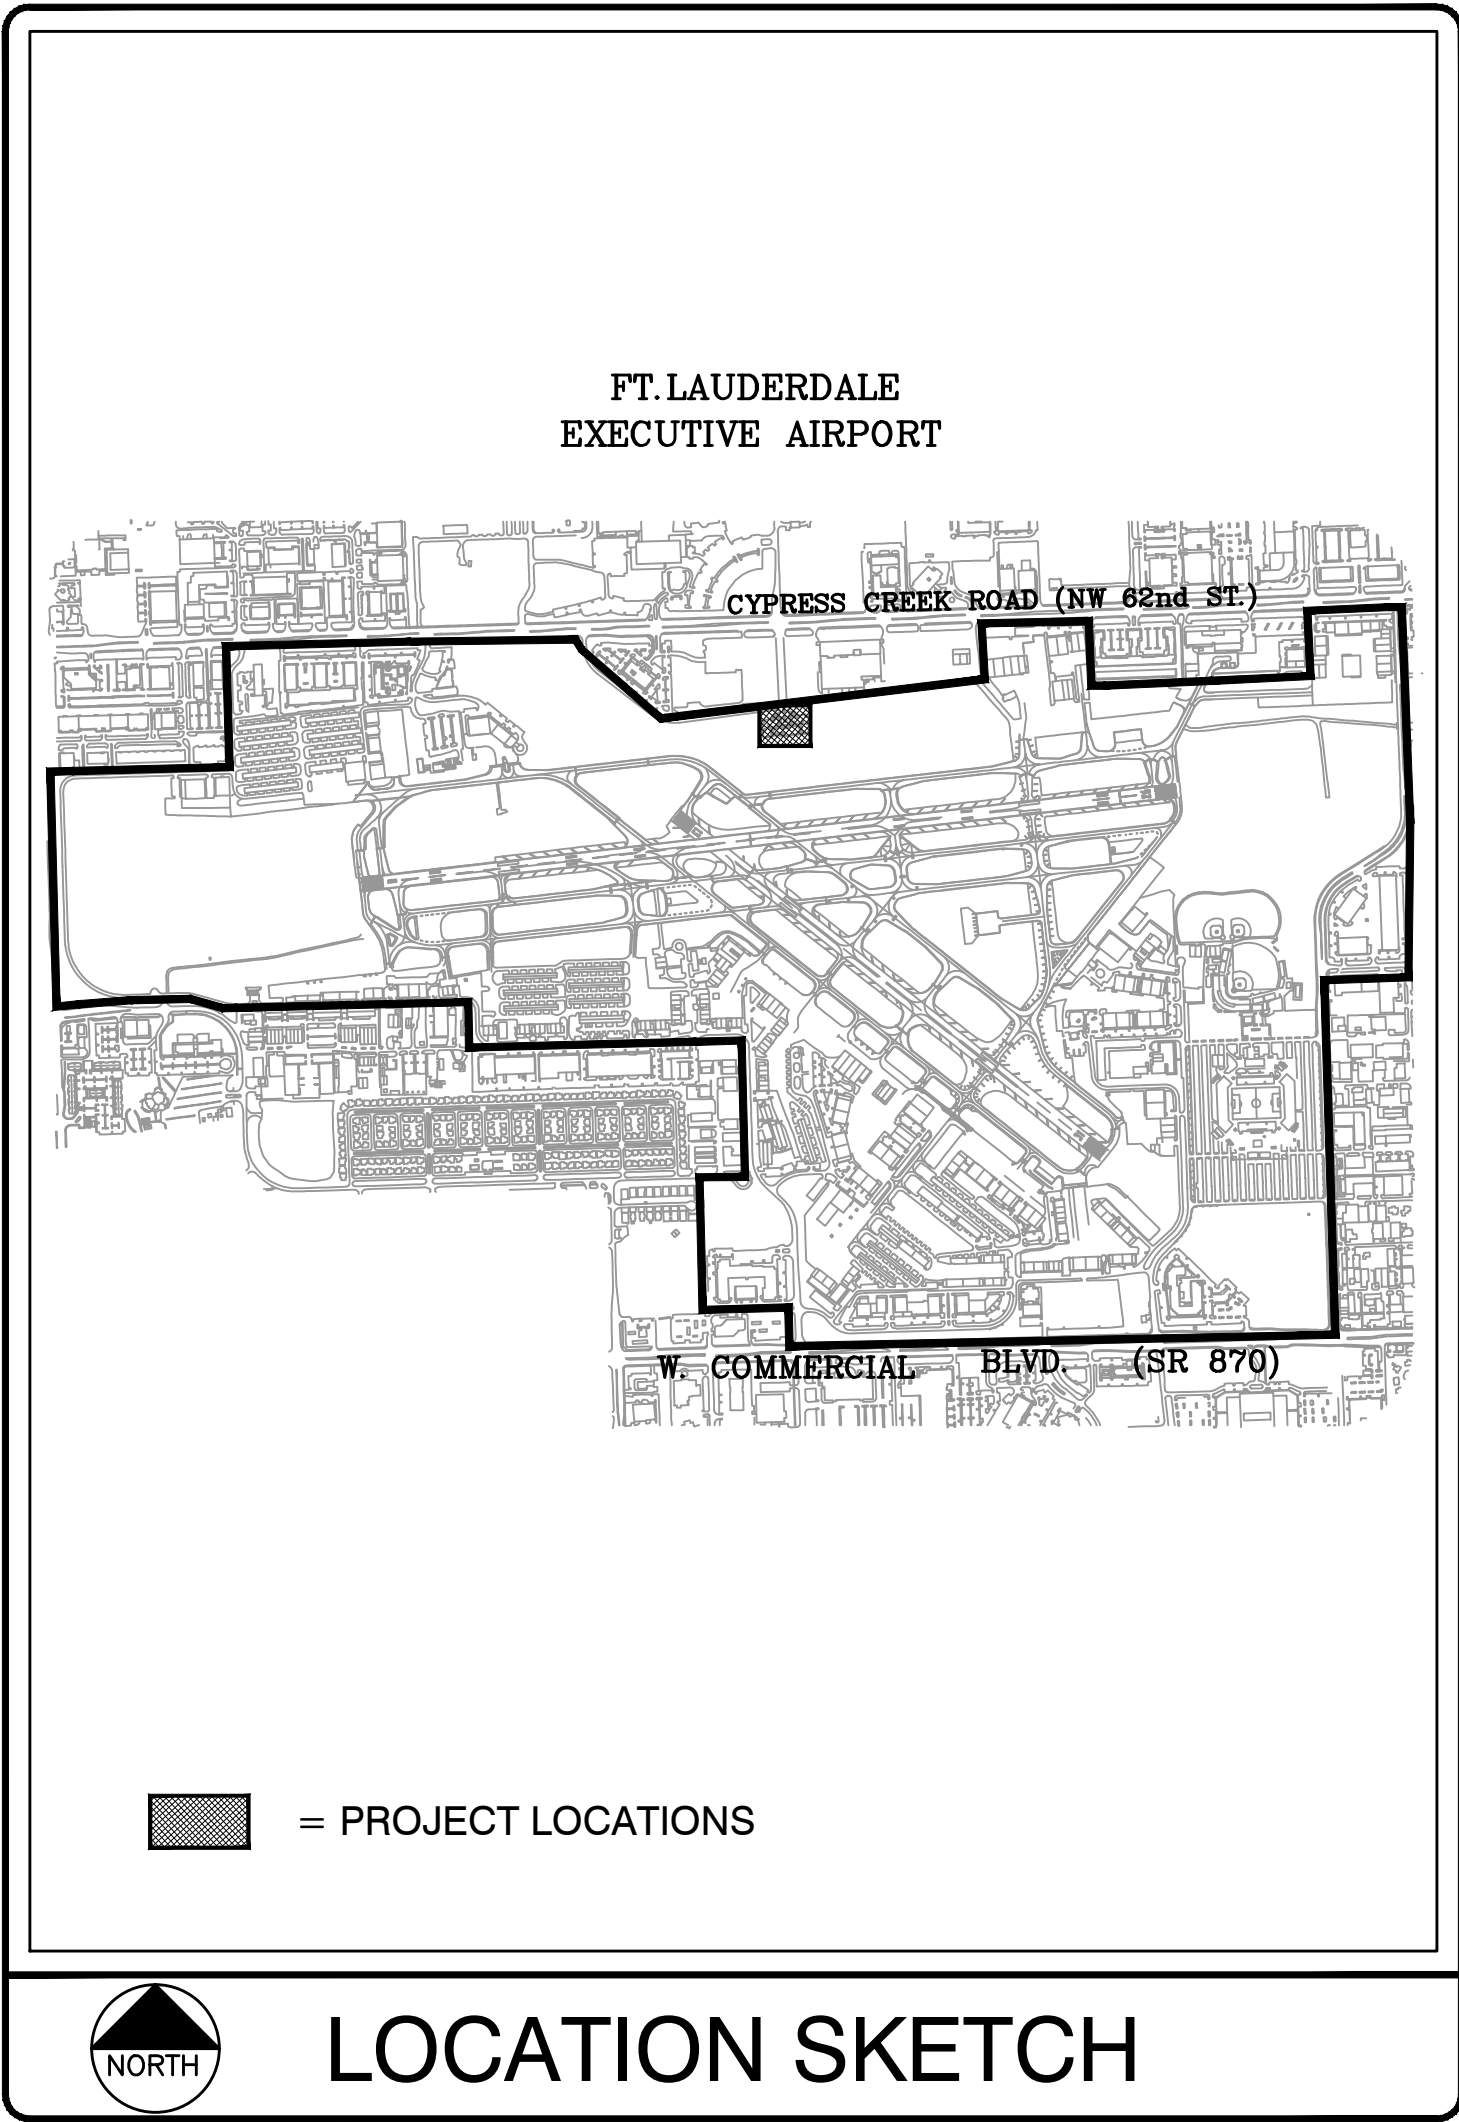 FT. LAUDERDALE
EXECUTIVE AIRPORT
CYPRESS CREEK ROAD (NW 62nd ST.)
W. COMMERCIAL BLVD. (SR 870)
= PROJECT LOCATIONS
NORTH
LOCATION SKETCH